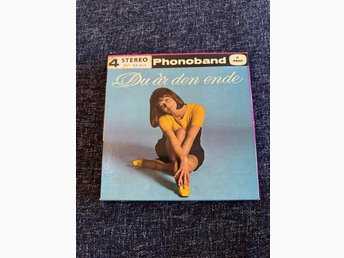 4 STEREO
Phonoband
Du är den ende